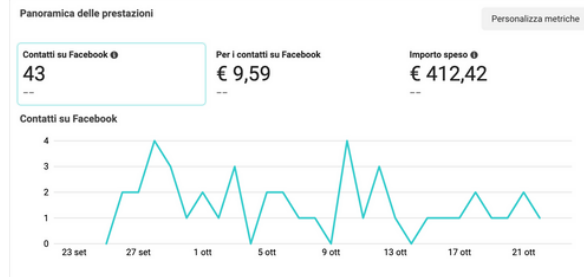 Panoramica delle prestazioni
Personalizza metriche
Contatti su Facebook
43
--
Per i contatti su Facebook
€ 9,59
--
Importo speso
€ 412,42
--
Contatti su Facebook
4
3
2
1
0
23 set 27 set 1 ott 5 ott 9 ott 13 ott 17 ott 21 ott